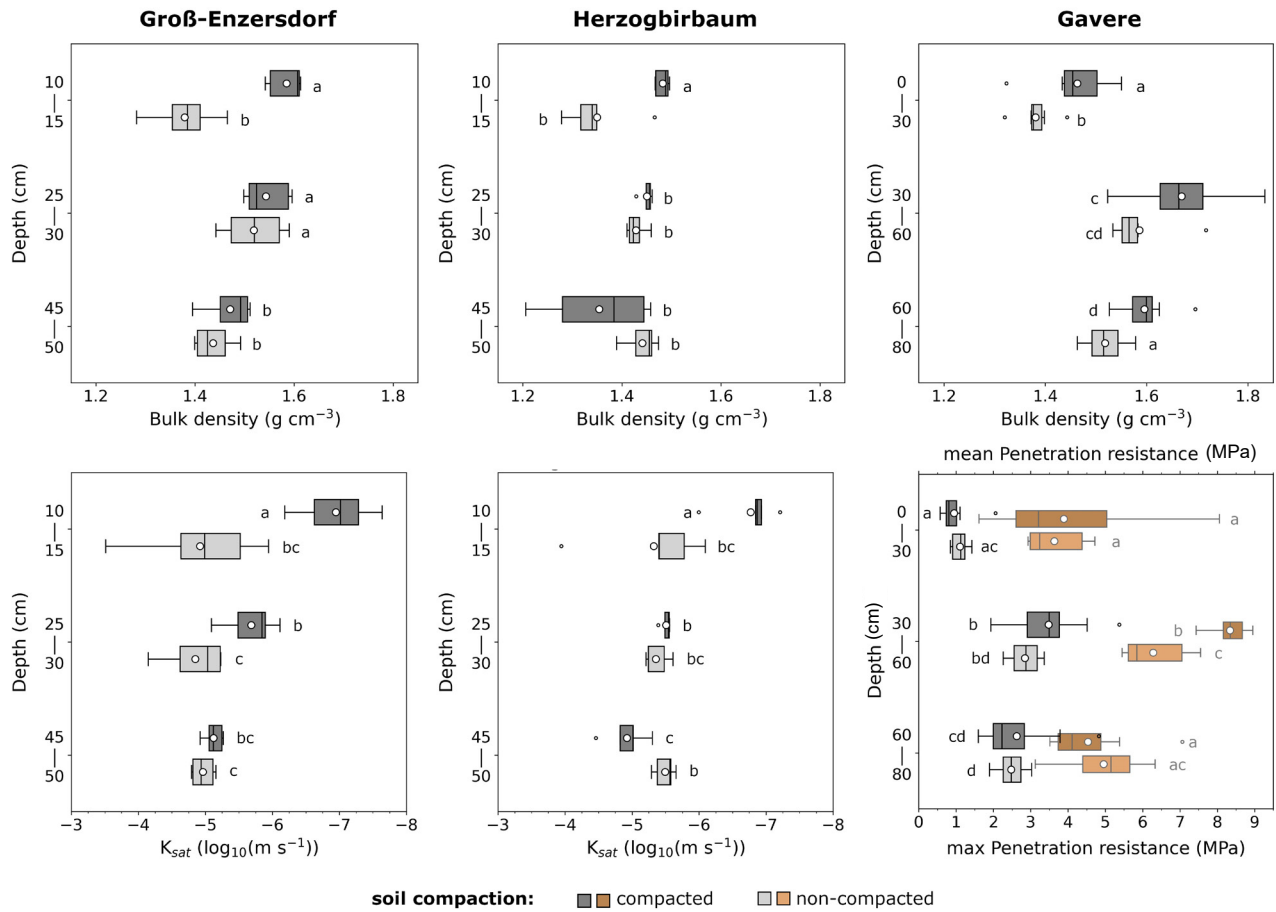 Groß-Enzersdorf
Herzogbirbaum
Gavere
Depth (cm)
10
|
15
25
|
30
45
|
50
a
b
a
a
b
b
1.2 1.4 1.6 1.8
Bulk density (g cm⁻³)
Depth (cm)
10
|
15
25
|
30
45
|
50
a
b
b
b
b
b
1.2 1.4 1.6 1.8
Bulk density (g cm⁻³)
Depth (cm)
0
|
30
30
|
60
60
|
80
a
b
c
cd
d
a
1.2 1.4 1.6 1.8
Bulk density (g cm⁻³)
Depth (cm)
10
|
15
25
|
30
45
|
50
a
bc
b
c
bc
c
−3 −4 −5 −6 −7 −8
K_sat (log₁₀(m s⁻¹))
Depth (cm)
10
|
15
25
|
30
45
|
50
a
bc
b
bc
c
b
−3 −4 −5 −6 −7 −8
K_sat (log₁₀(m s⁻¹))
mean Penetration resistance (MPa)
Depth (cm)
0
|
30
30
|
60
60
|
80
a a
ac a
b b
bd c
cd a
d ac
0 1 2 3 4 5 6 7 8 9
max Penetration resistance (MPa)
soil compaction: compacted non-compacted